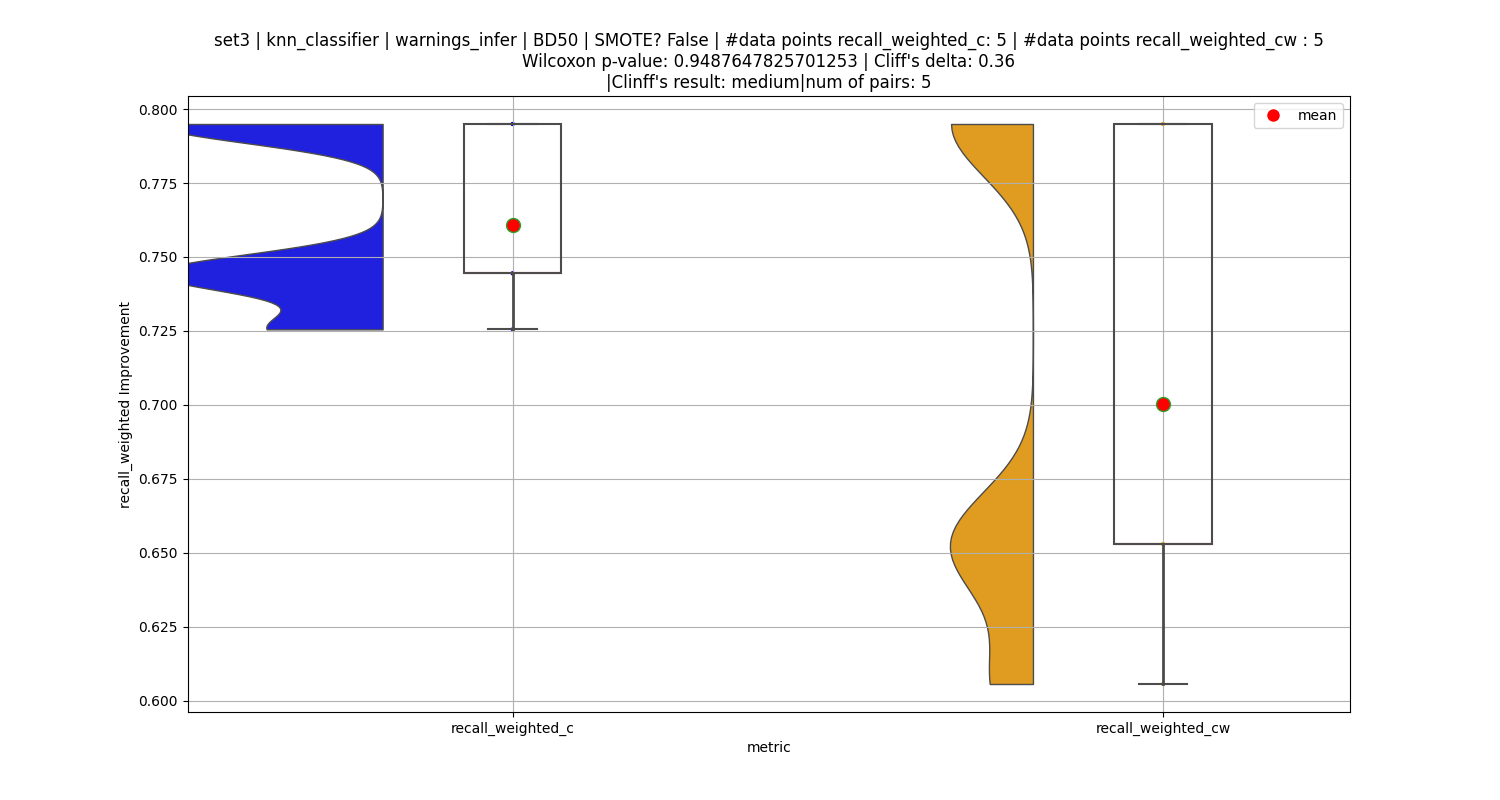 set3 | knn_classifier | warnings_infer | BD50 | SMOTE? False | #data points recall_weighted_c: 5 | #data points recall_weighted_cw : 5
Wilcoxon p-value: 0.9487647825701253 | Cliff's delta: 0.36
|Clinff's result: medium|num of pairs: 5
mean
0.800
0.775
0.750
0.725
0.700
0.675
0.650
0.625
0.600
recall_weighted Improvement
recall_weighted_c
recall_weighted_cw
metric